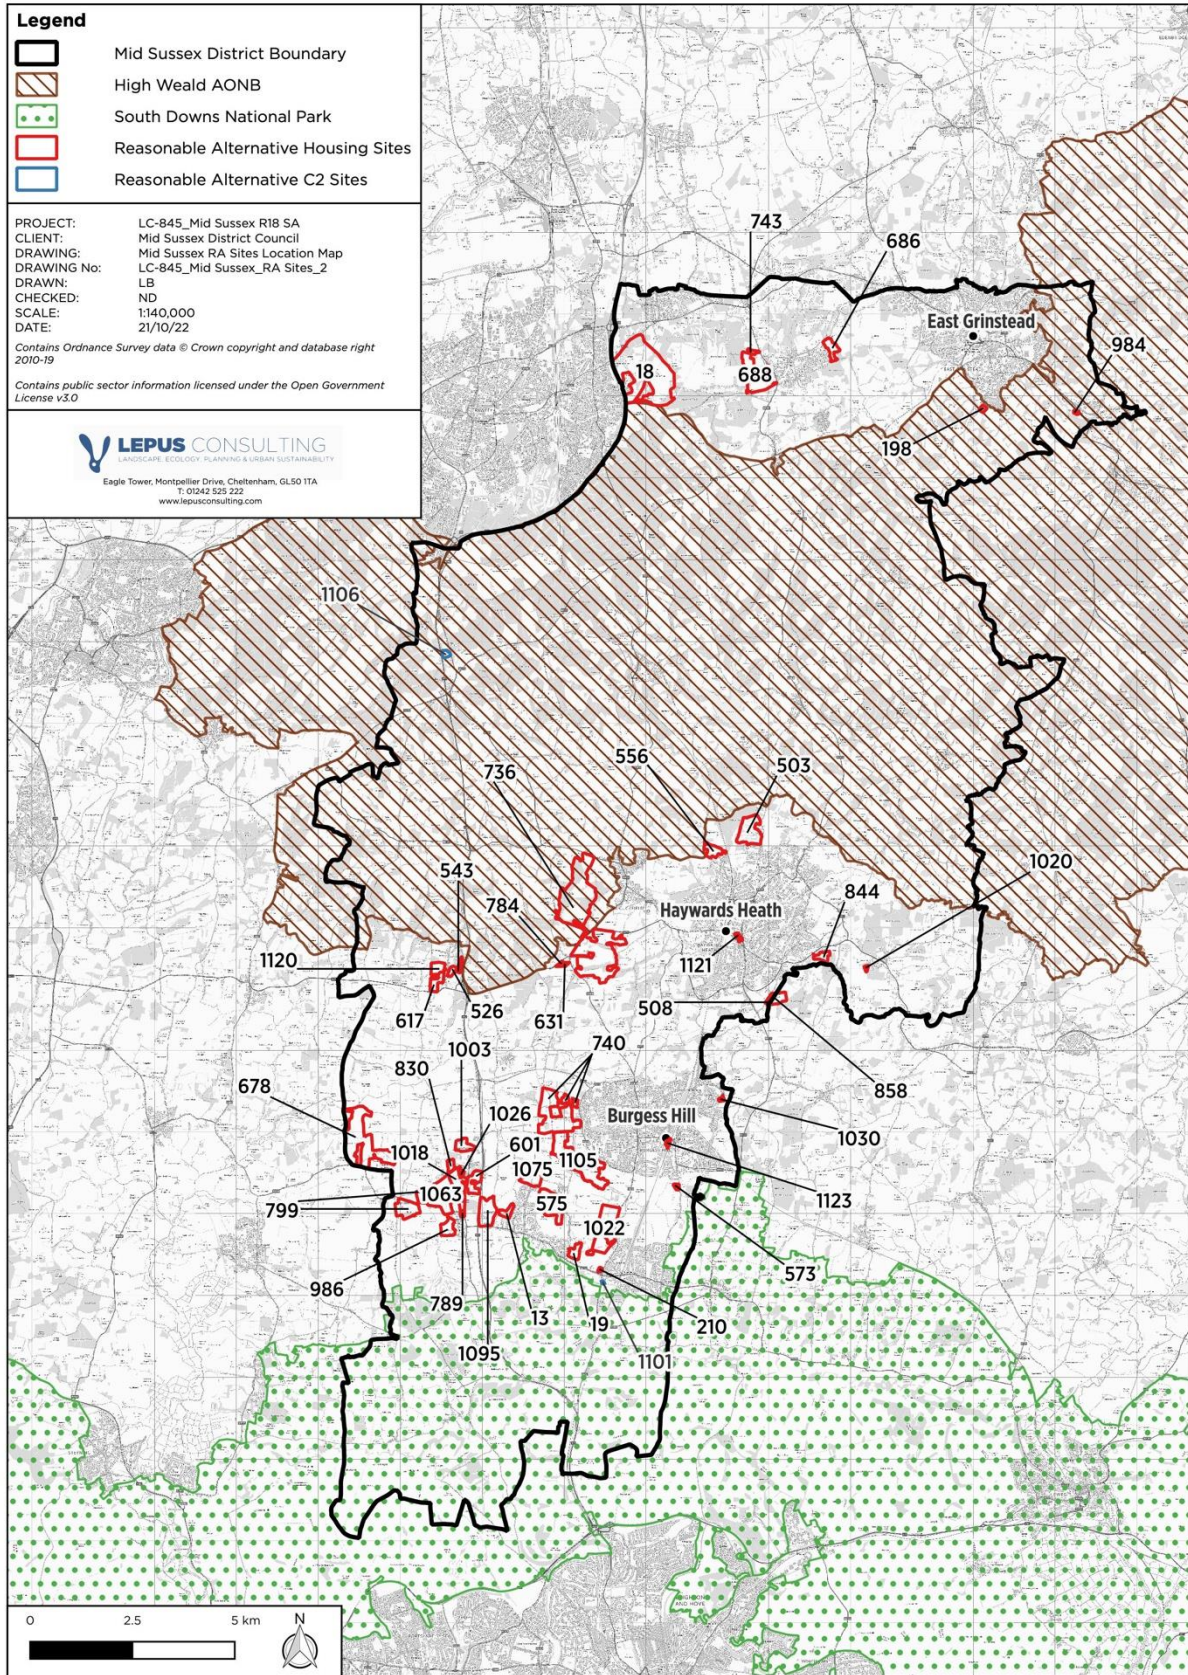 Legend
Mid Sussex District Boundary
High Weald AONB
South Downs National Park
Reasonable Alternative Housing Sites
Reasonable Alternative C2 Sites
PROJECT: LC-845_Mid Sussex R18 SA
CLIENT: Mid Sussex District Council
DRAWING: Mid Sussex RA Sites Location Map
DRAWING No: LC-845_Mid Sussex_RA Sites_2
DRAWN: LB
CHECKED: ND
SCALE: 1:140,000
DATE: 21/10/22
Contains Ordnance Survey data © Crown copyright and database right
2010-19
Contains public sector information licensed under the Open Government
License v3.0
LEPUS CONSULTING
LANDSCAPE, ECOLOGY, PLANNING & URBAN SUSTAINABILITY
Eagle Tower, Montpellier Drive, Cheltenham, GL50 1TA
T: 01242 525 222
www.lepusconsulting.com
743
686
East Grinstead
984
18
688
198
1106
556
503
736
543
1020
844
784
Haywards Heath
1120
1121
617
526
631
508
1003
740
830
858
678
1026
Burgess Hill
601
1030
1018
1075
1105
1063
575
1123
799
1022
986
573
789
13
19
210
1095
1101
0 2.5 5 km
N